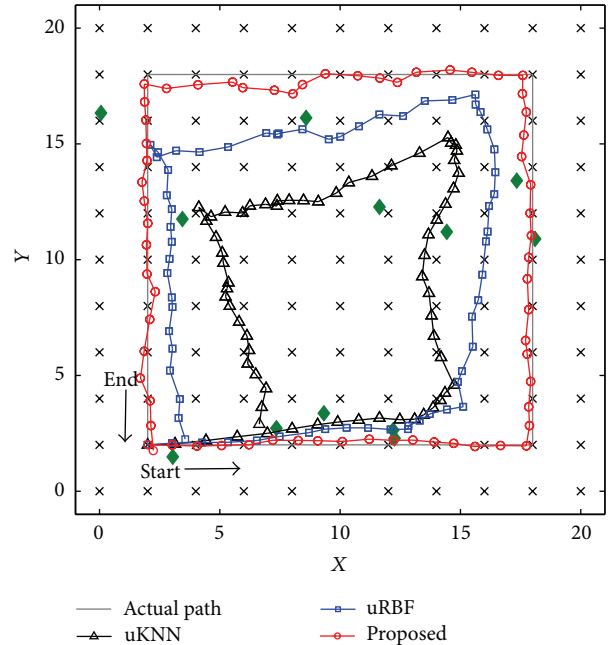 20
15
10
5
0
Y
End
Start
0
5
10
15
20
X
Actual path
uKNN
uRBF
Proposed